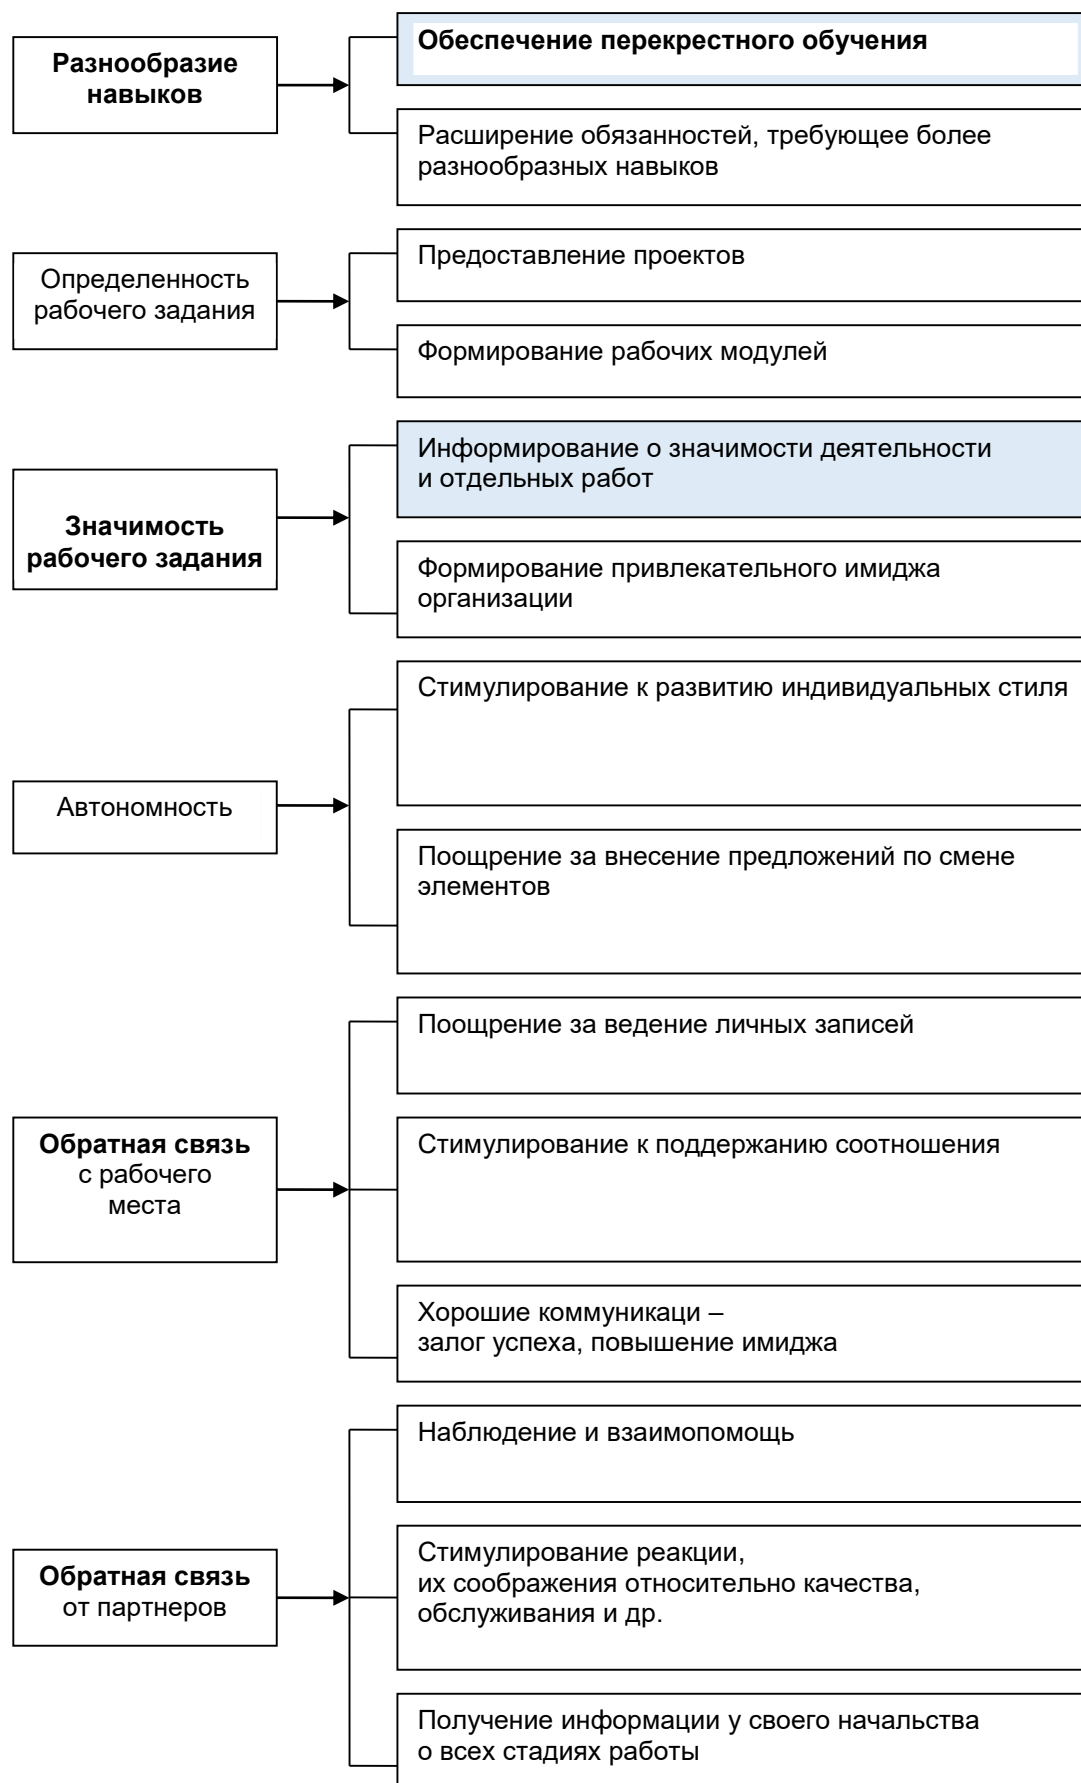 Разнообразие
навыков
Обеспечение перекрестного обучения
Расширение обязанностей, требующее более
разнообразных навыков
Определенность
рабочего задания
Предоставление проектов
Формирование рабочих модулей
Значимость
рабочего задания
Информирование о значимости деятельности
и отдельных работ
Формирование привлекательного имиджа
организации
Автономность
Стимулирование к развитию индивидуальных стиля
Поощрение за внесение предложений по смене
элементов
Обратная связь
с рабочего
места
Поощрение за ведение личных записей
Стимулирование к поддержанию соотношения
Хорошие коммуникаци –
залог успеха, повышение имиджа
Обратная связь
от партнеров
Наблюдение и взаимопомощь
Стимулирование реакции,
их соображения относительно качества,
обслуживания и др.
Получение информации у своего начальства
о всех стадиях работы